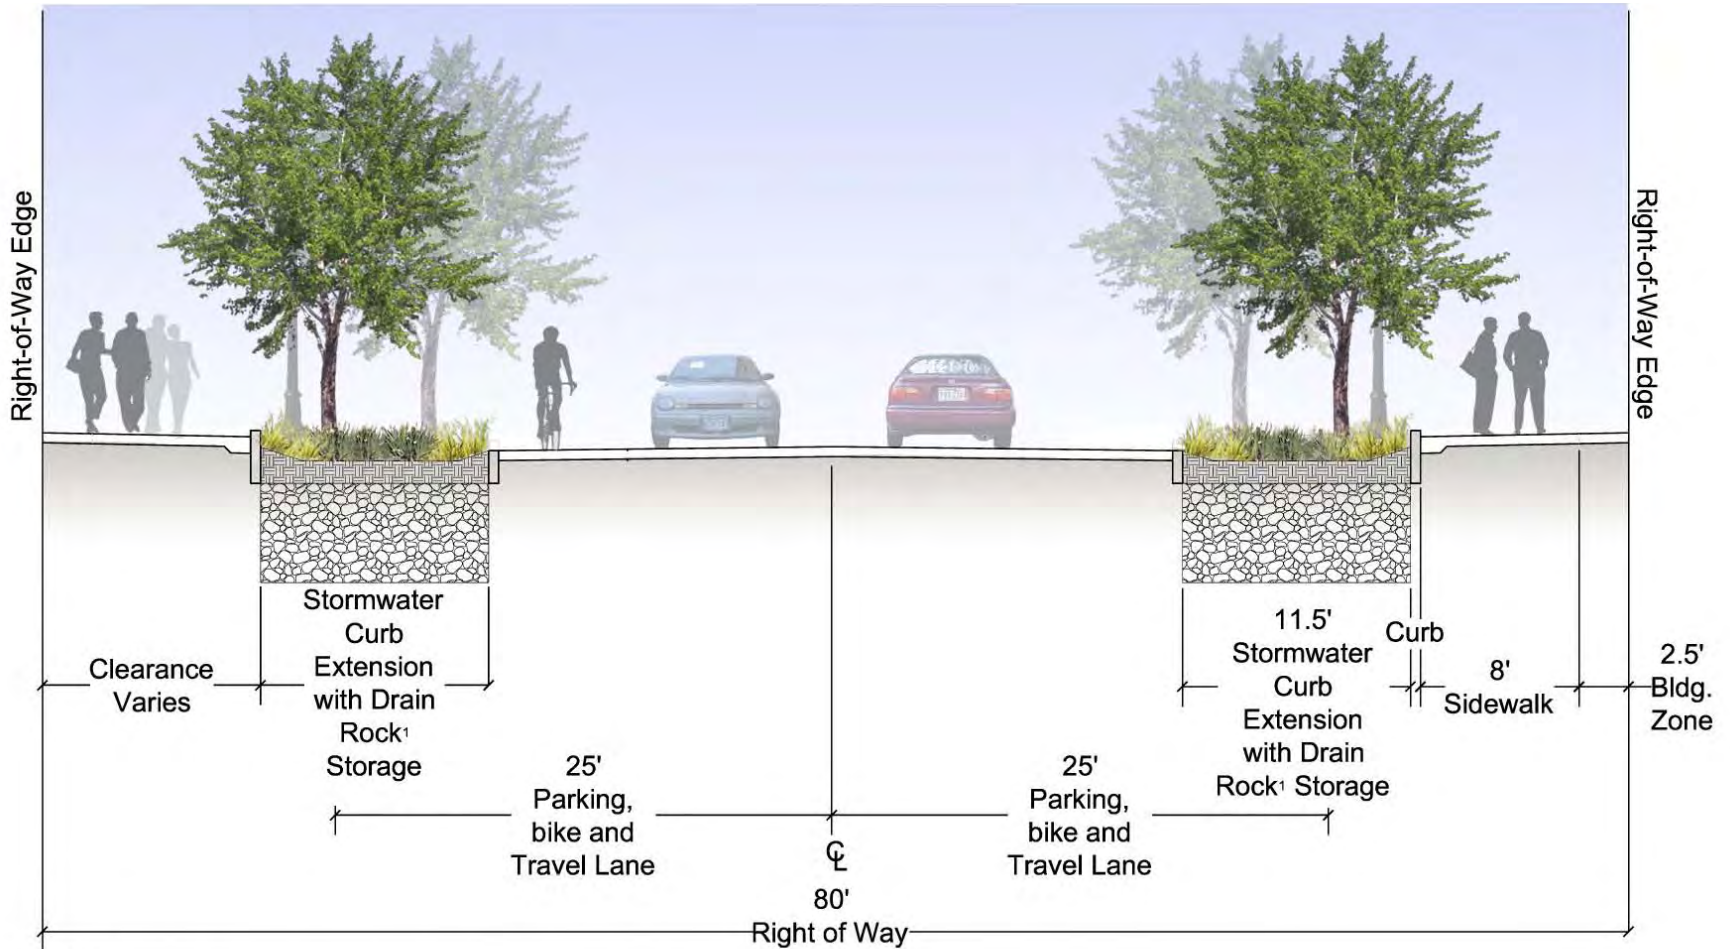 Right-of-Way Edge
Right-of-Way Edge
Clearance
Varies
Stormwater
Curb
Extension
with Drain
Rock¹
Storage
25'
Parking,
bike and
Travel Lane
25'
Parking,
bike and
Travel Lane
11.5'
Stormwater
Curb
Extension
with Drain
Rock¹ Storage
Curb
8'
Sidewalk
2.5'
Bldg.
Zone
℄
80'
Right of Way